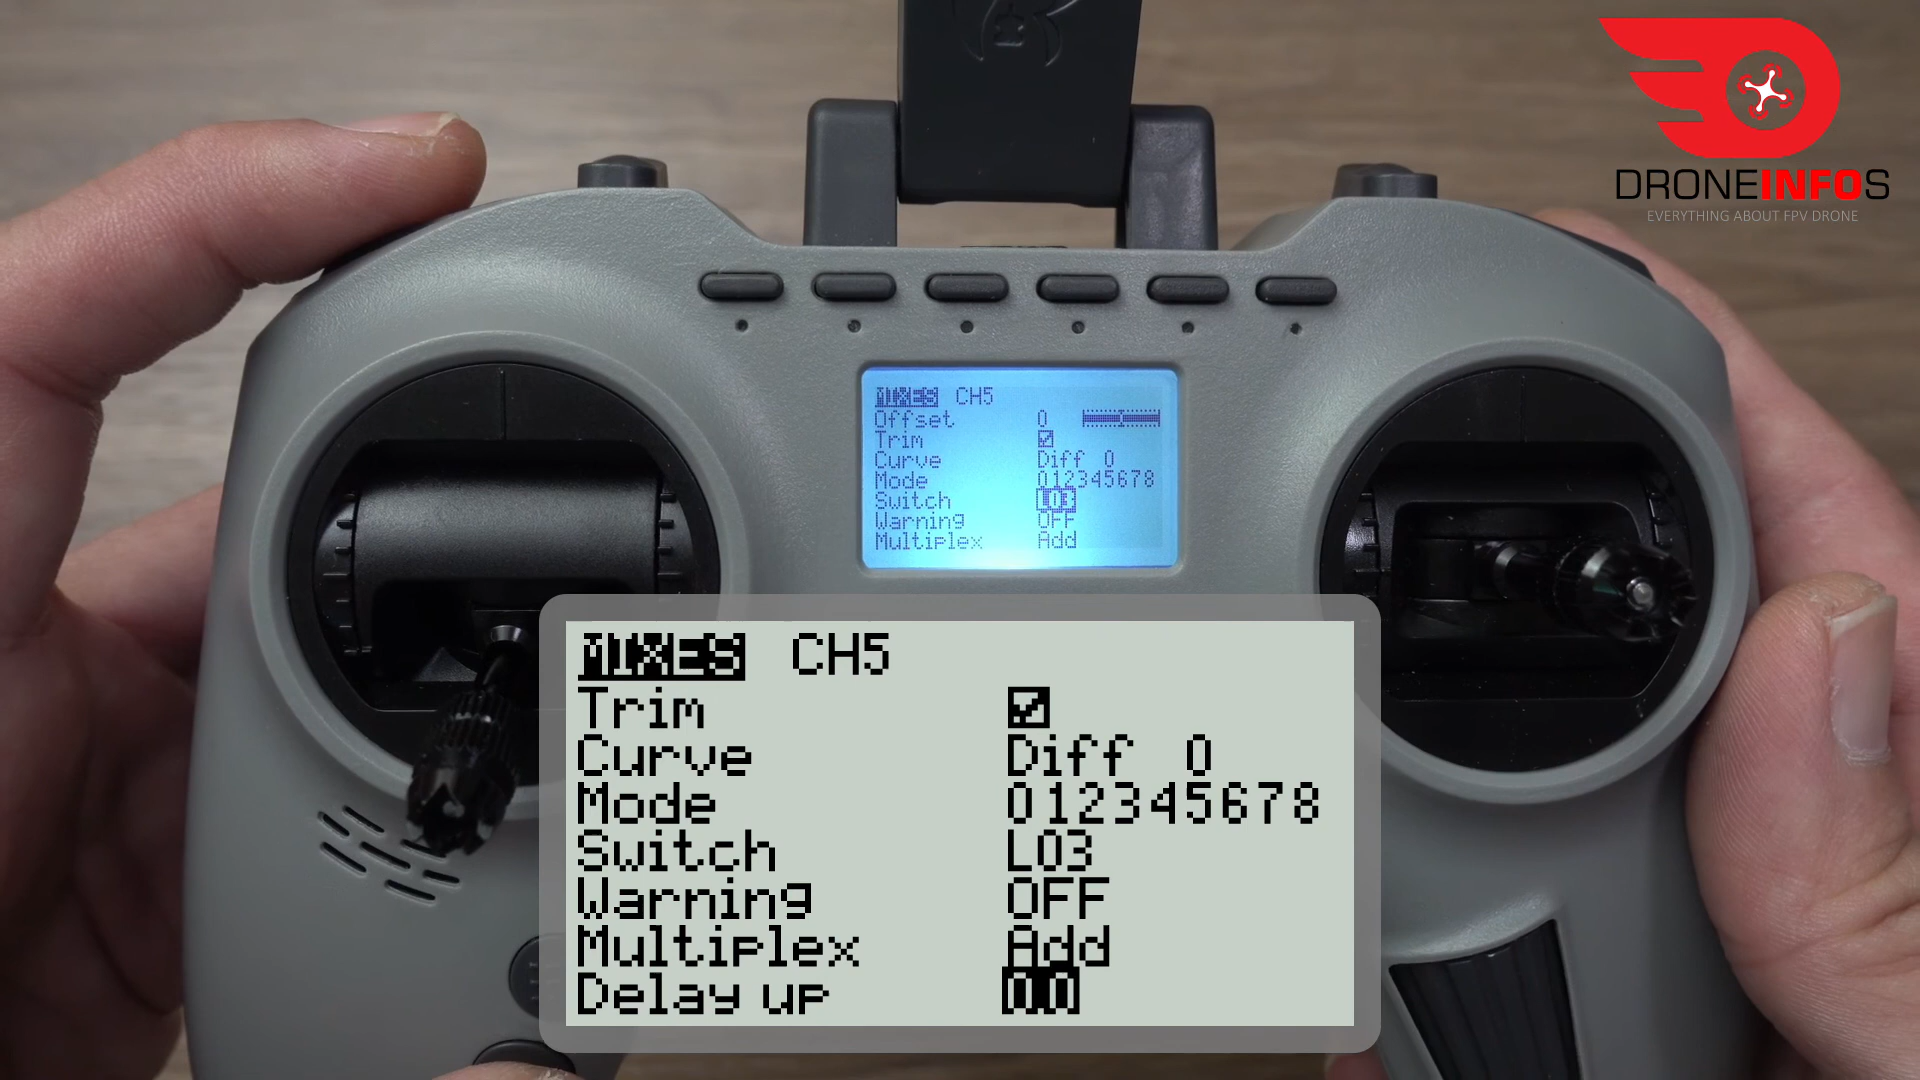 DRONEINFOS
EVERYTHING ABOUT FPV DRONE
MIXES CH5
Offset 0
Trim
Curve Diff 0
Mode 012345678
Switch L03
Warning OFF
Multiplex Add
MIXES CH5
Trim
Curve Diff 0
Mode 012345678
Switch L03
Warning OFF
Multiplex Add
Delay up 0.0